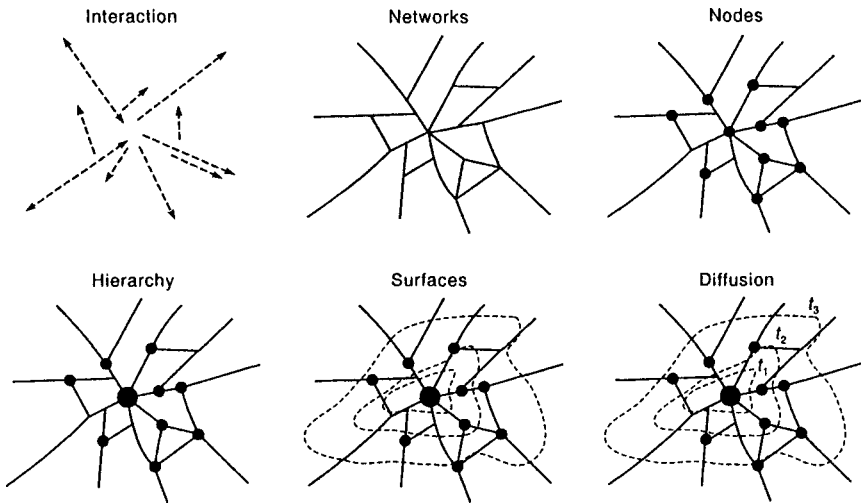 Interaction
Networks
Nodes
Hierarchy
Surfaces
Diffusion
t3
t2
t1